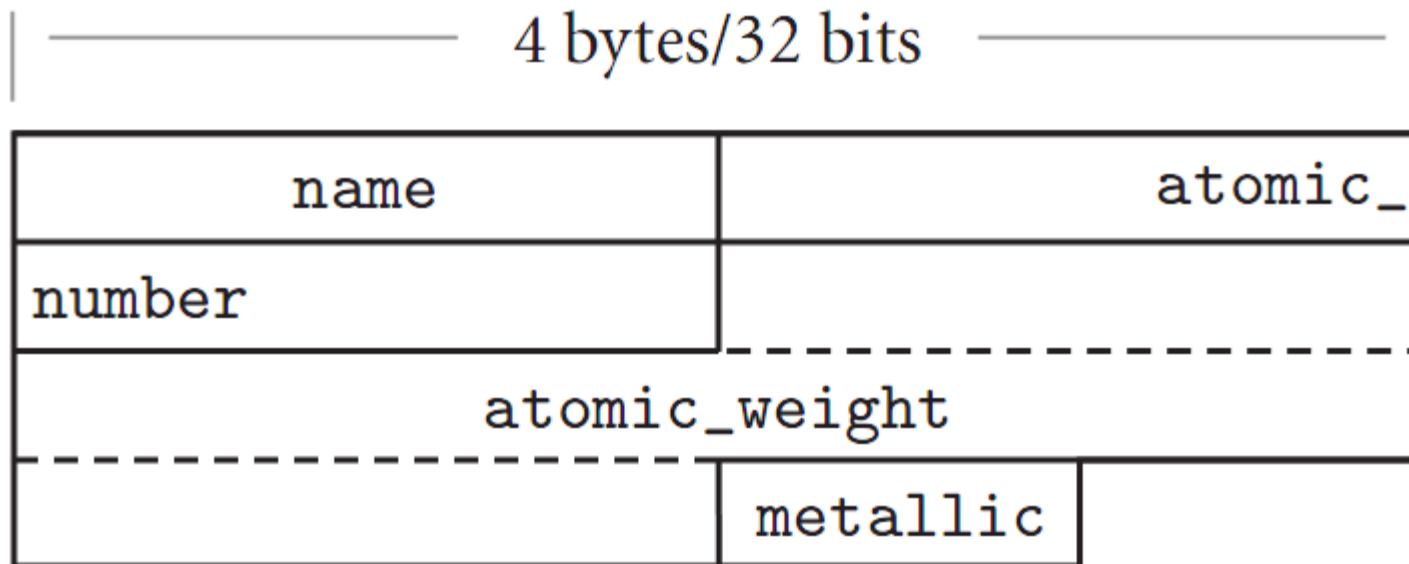 4 bytes/32 bits
name atomic_
number
atomic_weight
metallic